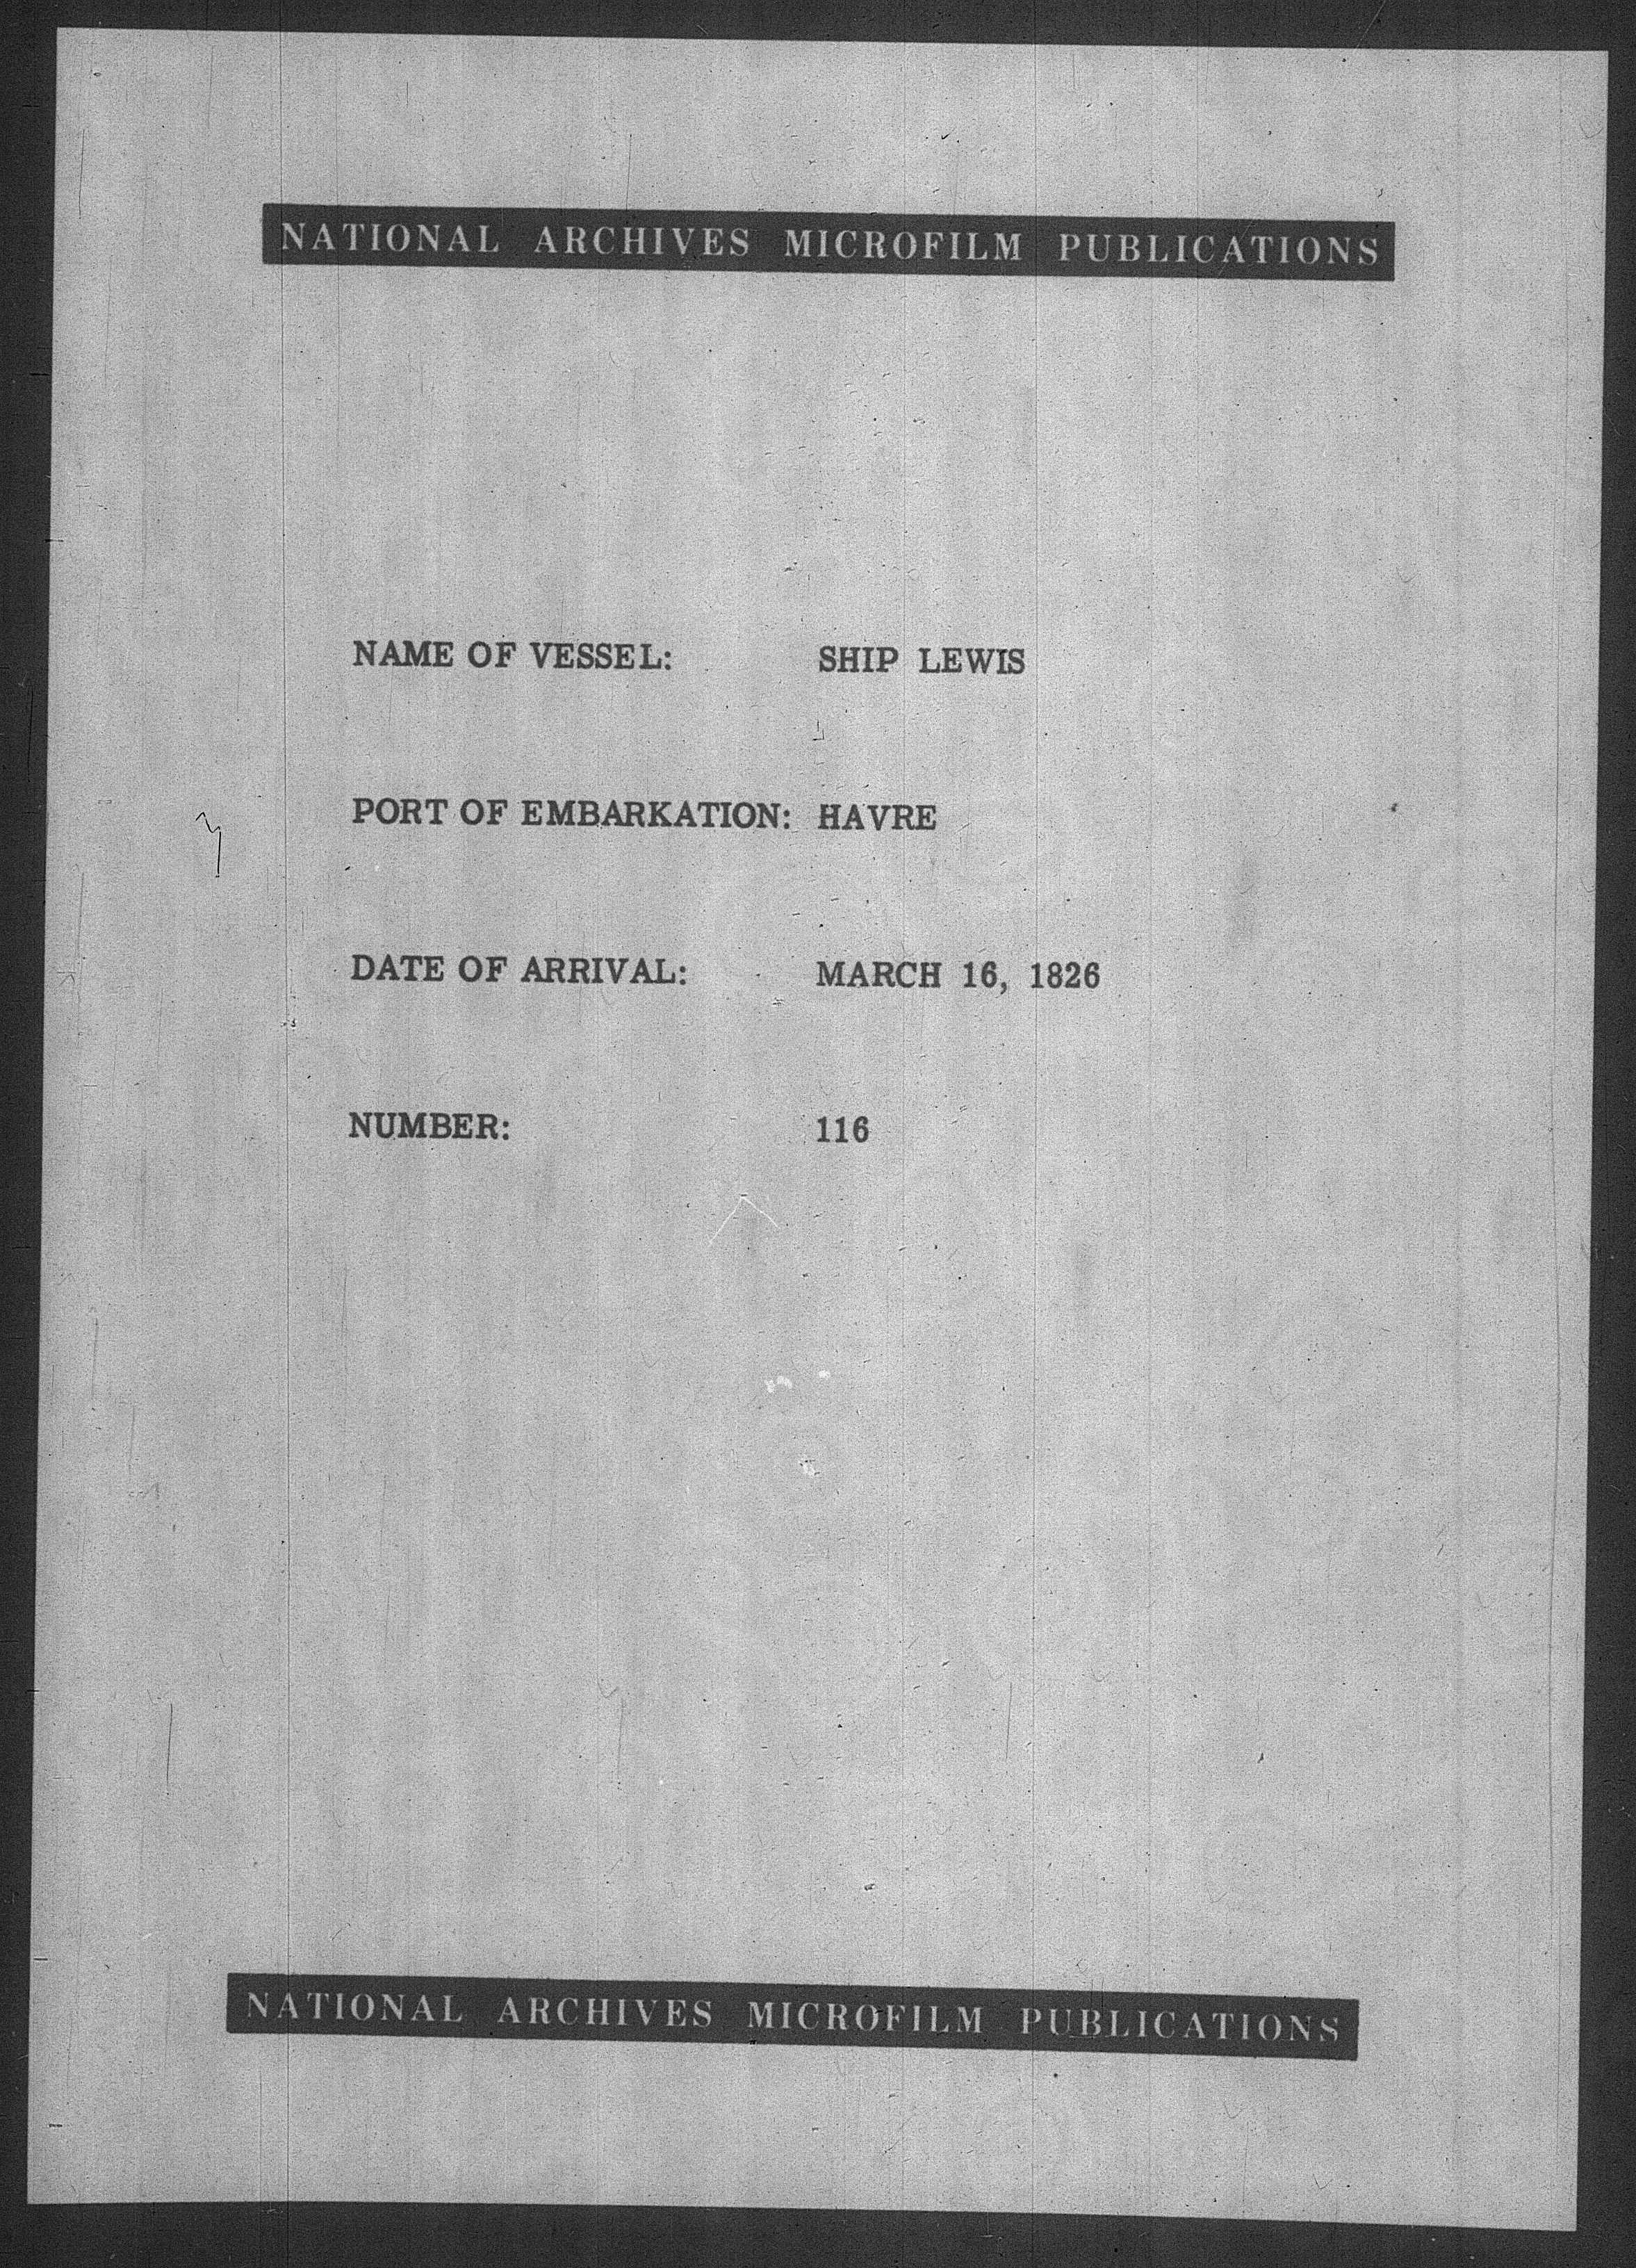 NATIONAL ARCHIVES MICROFILM PUBLICATIONS
NAME OF VESSEL: SHIP LEWIS
PORT OF EMBARKATION: HAVRE
DATE OF ARRIVAL: MARCH 16, 1826
NUMBER: 116
NATIONAL ARCHIVES MICROFILM PUBLICATIONS